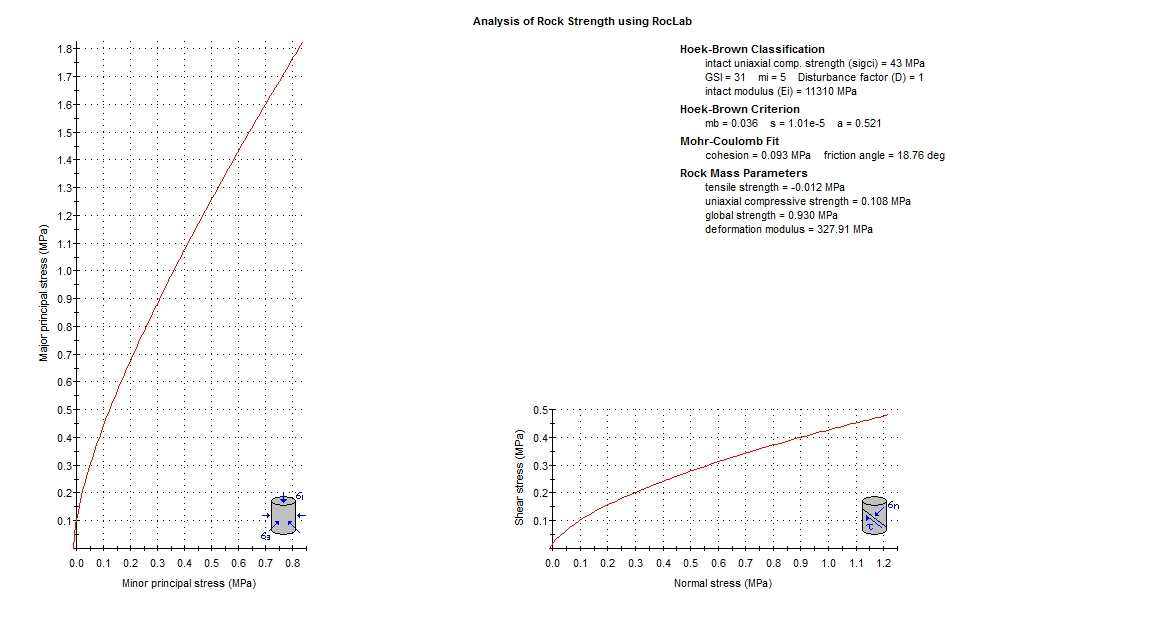 Analysis of Rock Strength using RocLab
Hoek-Brown Classification
intact uniaxial comp. strength (sigci) = 43 MPa
GSI = 31 mi = 5 Disturbance factor (D) = 1
intact modulus (Ei) = 11310 MPa
Hoek-Brown Criterion
mb = 0.036 s = 1.01e-5 a = 0.521
Mohr-Coulomb Fit
cohesion = 0.093 MPa friction angle = 18.76 deg
Rock Mass Parameters
tensile strength = -0.012 MPa
uniaxial compressive strength = 0.108 MPa
global strength = 0.930 MPa
deformation modulus = 327.91 MPa
Major principal stress (MPa)
1.8
1.7
1.6
1.5
1.4
1.3
1.2
1.1
1.0
0.9
0.8
0.7
0.6
0.5
0.4
0.3
0.2
0.1
σ1
σ3
0.0 0.1 0.2 0.3 0.4 0.5 0.6 0.7 0.8
Minor principal stress (MPa)
Shear stress (MPa)
0.5
0.4
0.3
0.2
0.1
σn
τ
0.0 0.1 0.2 0.3 0.4 0.5 0.6 0.7 0.8 0.9 1.0 1.1 1.2
Normal stress (MPa)